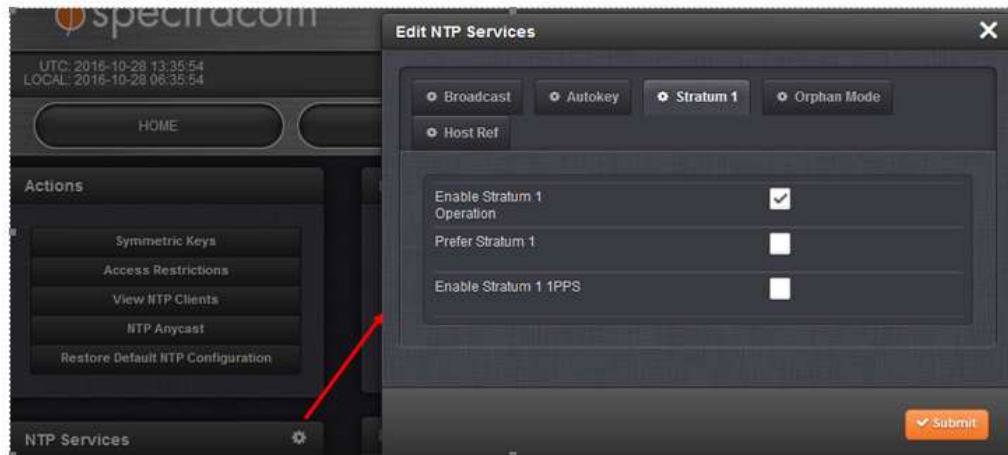 spectracom
UTC: 2016-10-28 13:35:54
LOCAL: 2016-10-28 06:35:54
HOME
Actions
Symmetric Keys
Access Restrictions
View NTP Clients
NTP Anycast
Restore Default NTP Configuration
NTP Services
Edit NTP Services
Broadcast
Autokey
Stratum 1
Orphan Mode
Host Ref
Enable Stratum 1
Operation
Prefer Stratum 1
Enable Stratum 1 1PPS
Submit